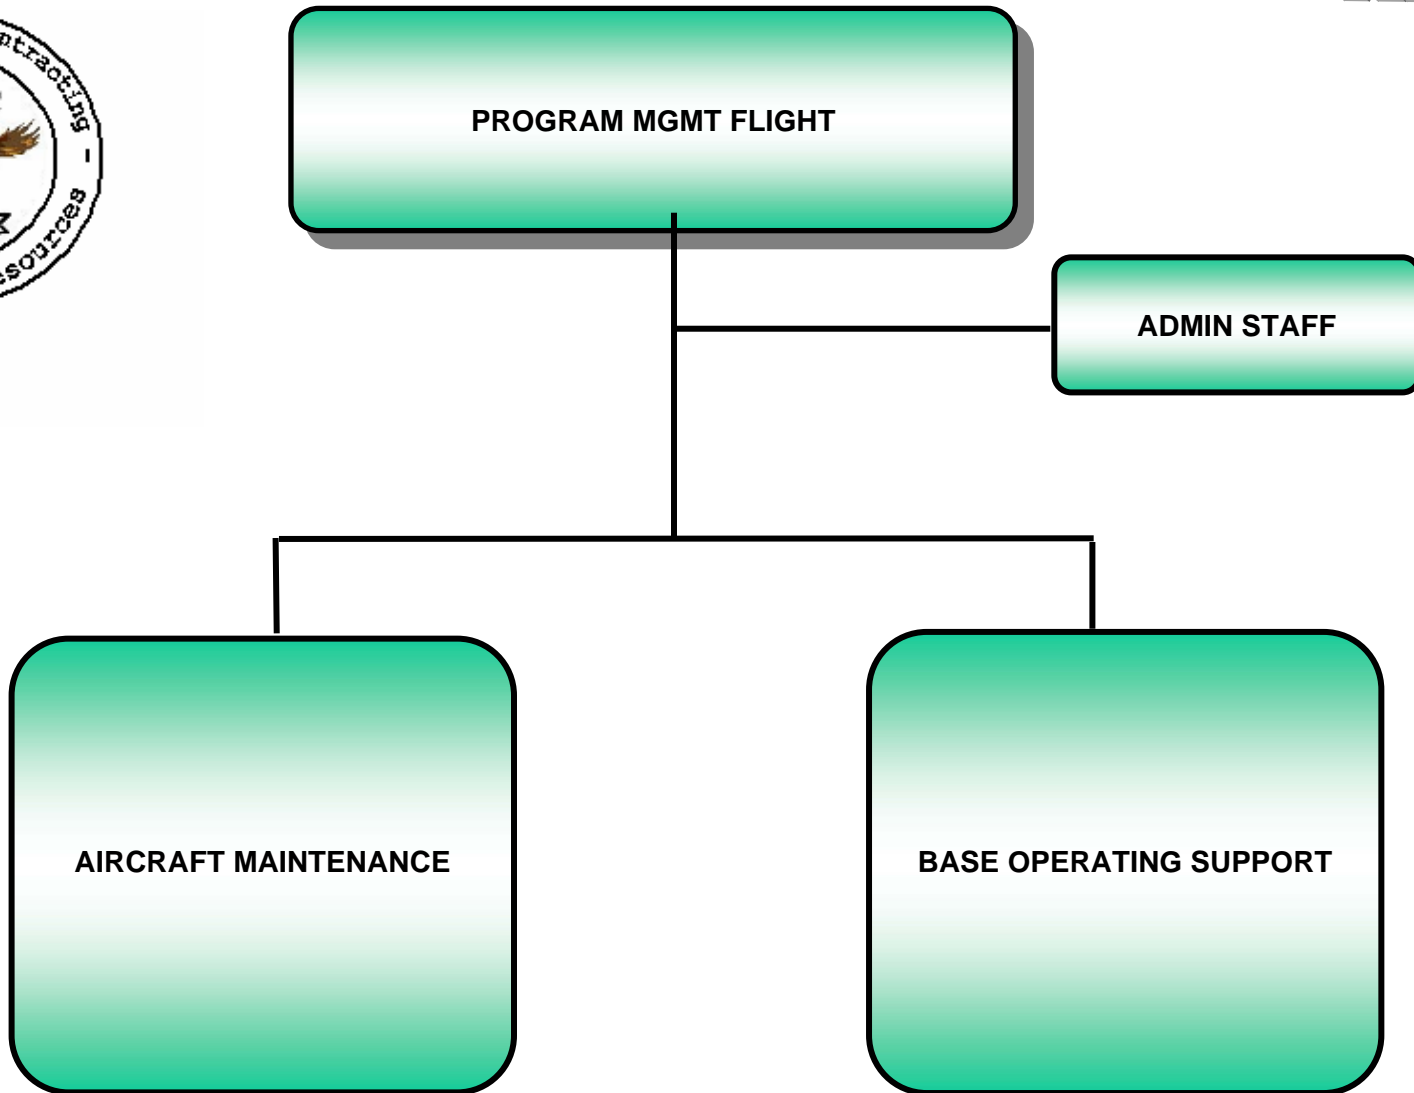 PROGRAM MGMT FLIGHT
ADMIN STAFF
AIRCRAFT MAINTENANCE
BASE OPERATING SUPPORT